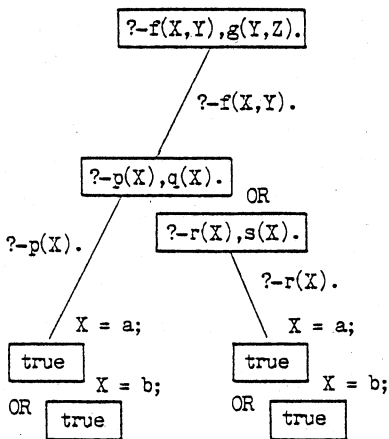 ?-f(X,Y),g(Y,Z).
?-f(X,Y).
?-p(X),q(X).
OR
?-r(X),s(X).
?-p(X).
?-r(X).
X = a;
X = a;
true
true
X = b;
X = b;
OR
true
OR
true